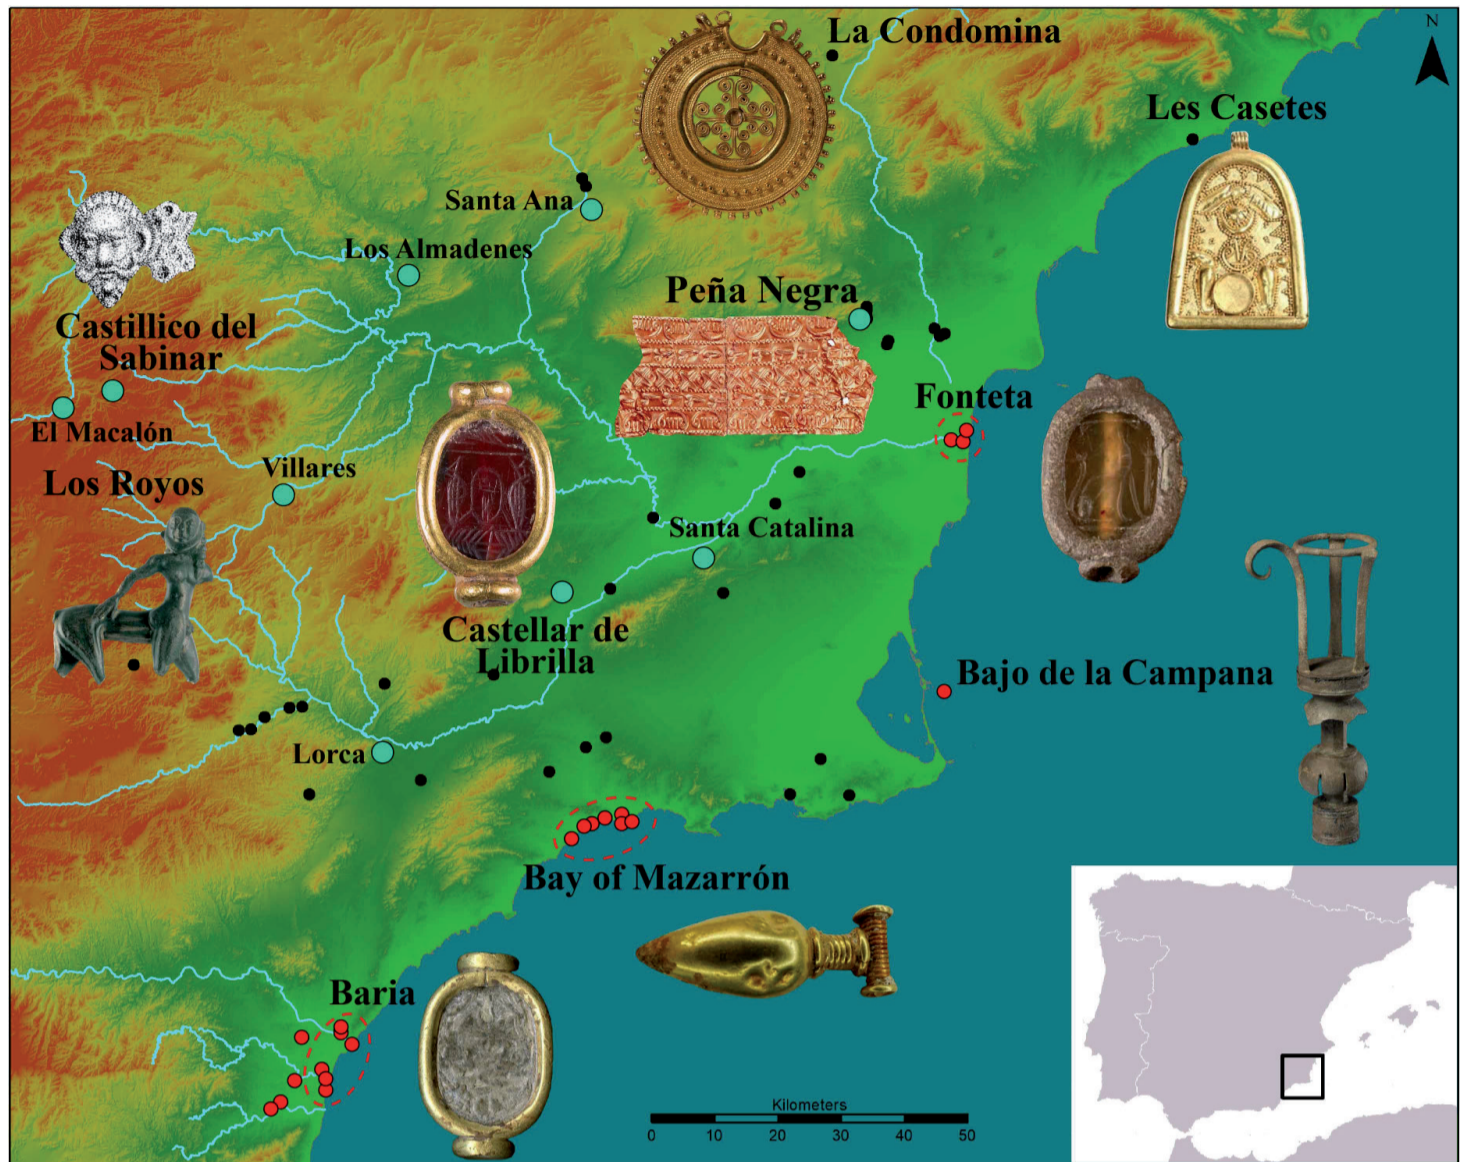 La Condomina
N
Les Casetes
Santa Ana
Los Almadenes
Peña Negra
Castillico del
Sabinar
Fonteta
El Macalón
Villares
Los Royos
Santa Catalina
Castellar de
Librilla
Bajo de la Campana
Lorca
Bay of Mazarrón
Baria
Kilometers
0 10 20 30 40 50